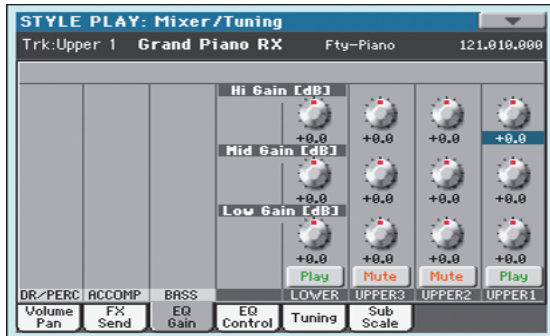 STYLE PLAY: Mixer/Tuning
Trk:Upper 1 Grand Piano RX Fty-Piano 121.010.000
Hi Gain [dB]
+0.0 +0.0 +0.0 +0.0
Mid Gain [dB]
+0.0 +0.0 +0.0 +0.0
Low Gain [dB]
+0.0 +0.0 +0.0 +0.0
Play Mute Mute Play
DR/PERC ACCOMP BASS LOWER UPPER3 UPPER2 UPPER1
Volume Pan FX Send EQ Gain EQ Control Tuning Sub Scale